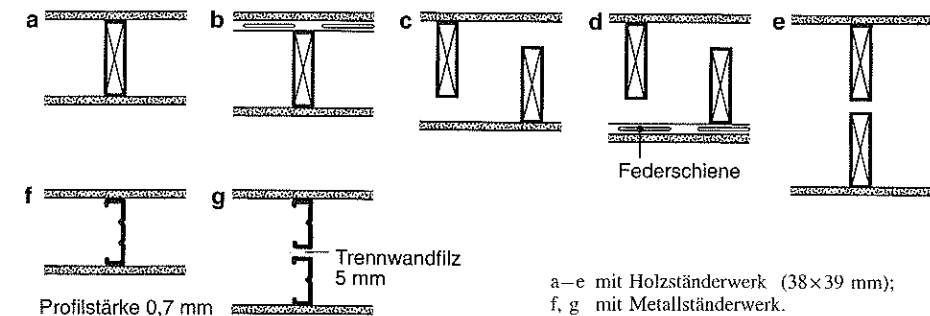 a
b
c
d
e
Federschiene
f
g
Trennwandfilz
5 mm
Profilstärke 0,7 mm
a–e mit Holzständerwerk (38×39 mm);
f, g mit Metallständerwerk.